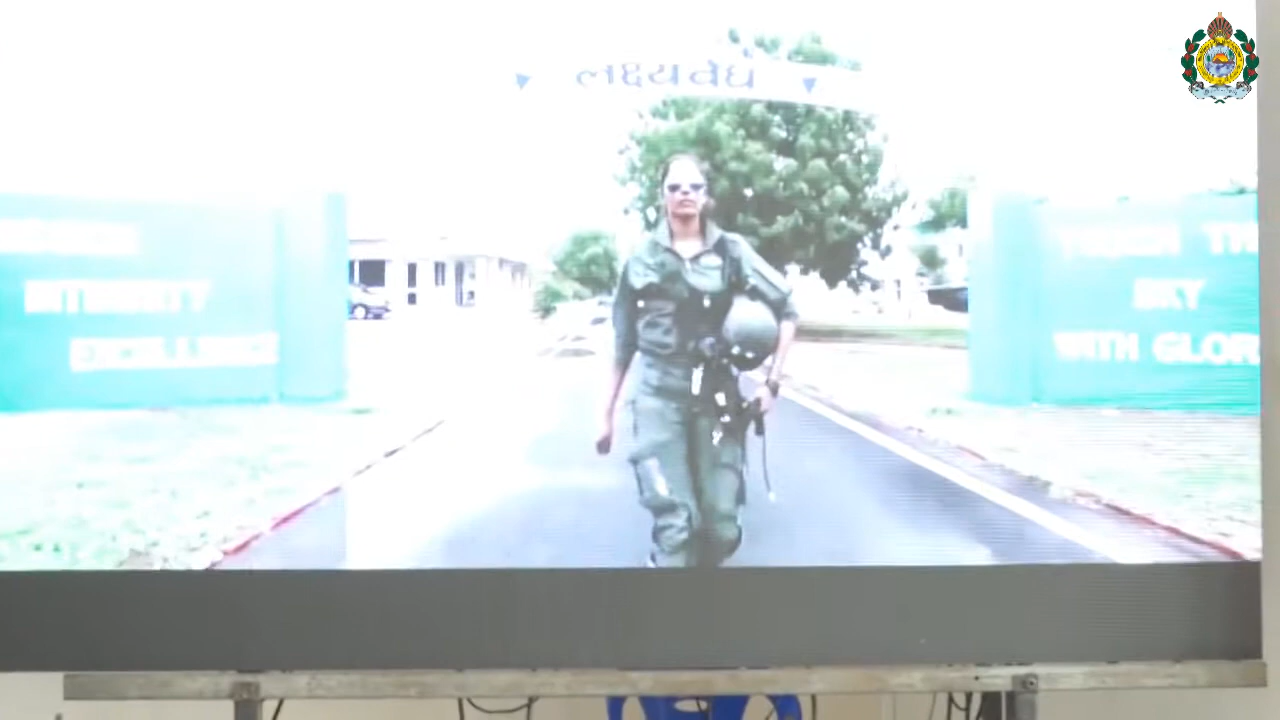 લક્ષ્યવેધ
INTEGRITY
EXCELLENCE
TOUCH THE
SKY
WITH GLOR